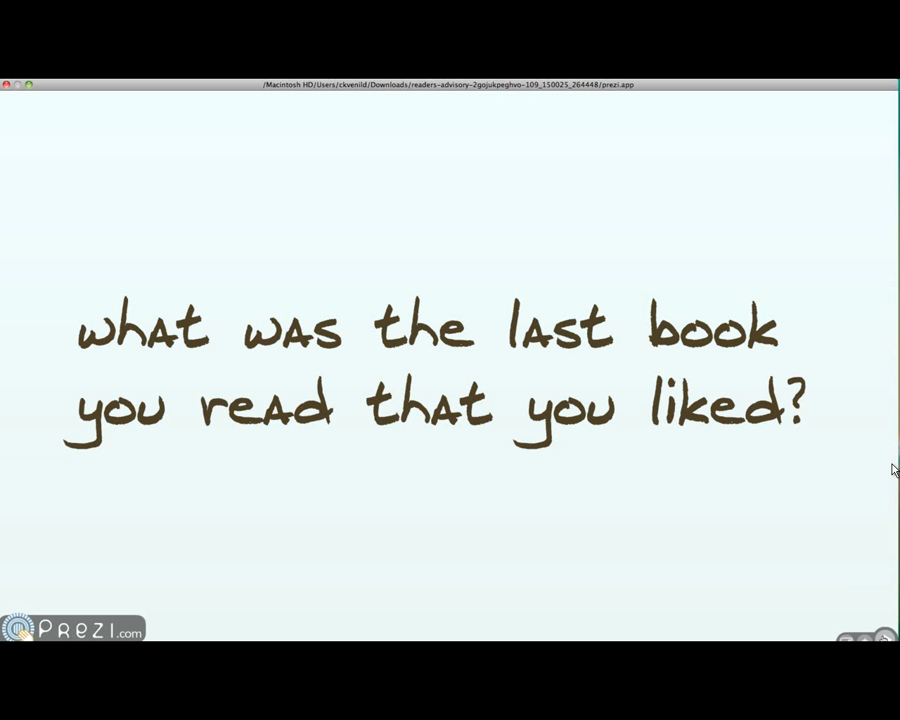 /Macintosh HD/Users/ckvenild/Downloads/readers-advisory-2gojukpeghvo-109_150025_264448/prezi.app
what was the last book
you read that you liked?
PREZI.com